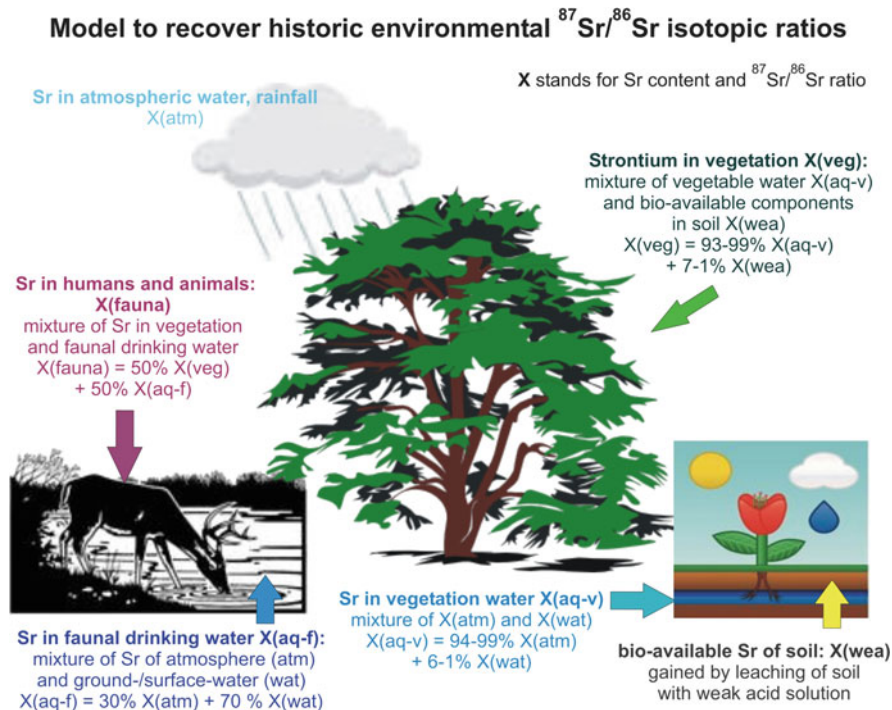 Model to recover historic environmental ⁸⁷Sr/⁸⁶Sr isotopic ratios
X stands for Sr content and ⁸⁷Sr/⁸⁶Sr ratio
Sr in atmospheric water, rainfall
X(atm)
Strontium in vegetation X(veg):
mixture of vegetable water X(aq-v)
and bio-available components
in soil X(wea)
X(veg) = 93-99% X(aq-v)
+ 7-1% X(wea)
Sr in humans and animals:
X(fauna)
mixture of Sr in vegetation
and faunal drinking water
X(fauna) = 50% X(veg)
+ 50% X(aq-f)
Sr in faunal drinking water X(aq-f):
mixture of Sr of atmosphere (atm)
and ground-/surface-water (wat)
X(aq-f) = 30% X(atm) + 70 % X(wat)
Sr in vegetation water X(aq-v)
mixture of X(atm) and X(wat)
X(aq-v) = 94-99% X(atm)
+ 6-1% X(wat)
bio-available Sr of soil: X(wea)
gained by leaching of soil
with weak acid solution